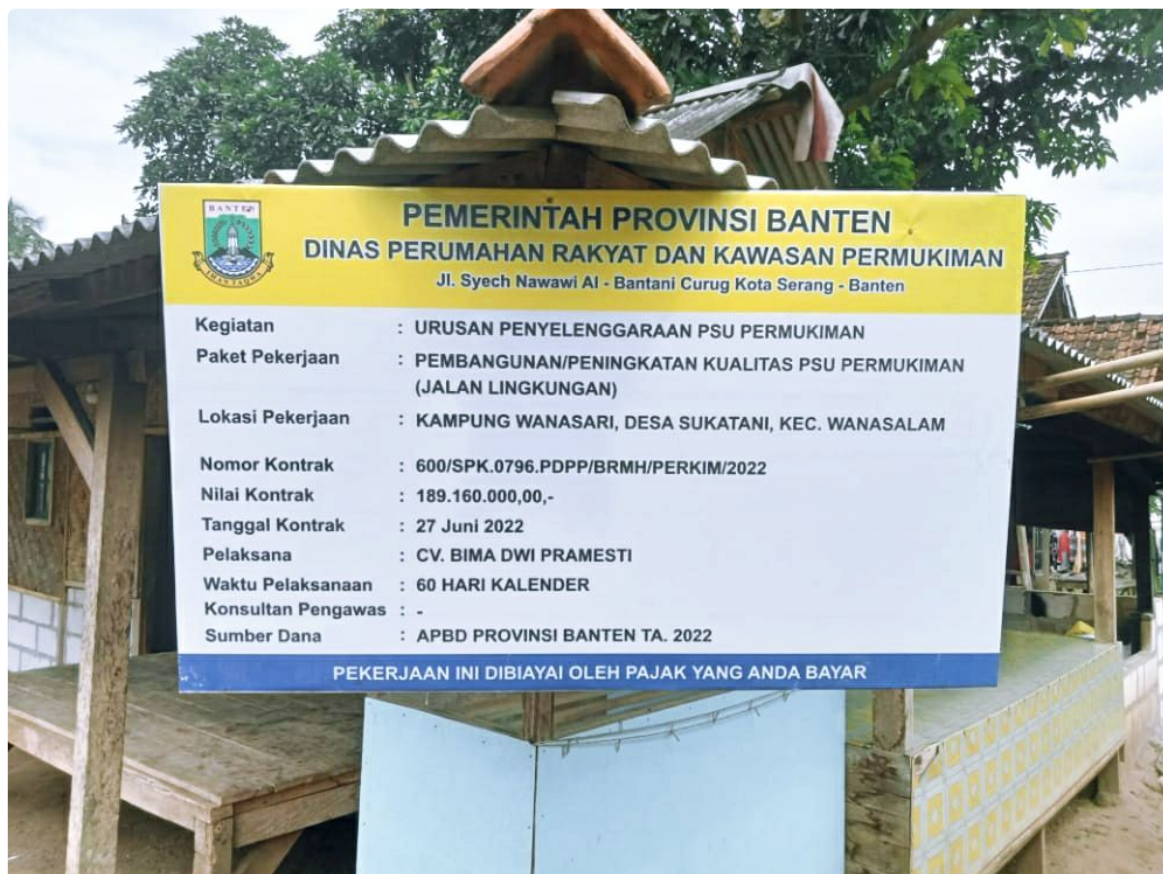 BANTEN
IMAN TAQWA
PEMERINTAH PROVINSI BANTEN
DINAS PERUMAHAN RAKYAT DAN KAWASAN PERMUKIMAN
Jl. Syech Nawawi Al - Bantani Curug Kota Serang - Banten
Kegiatan : URUSAN PENYELENGGARAAN PSU PERMUKIMAN
Paket Pekerjaan : PEMBANGUNAN/PENINGKATAN KUALITAS PSU PERMUKIMAN
(JALAN LINGKUNGAN)
Lokasi Pekerjaan : KAMPUNG WANASARI, DESA SUKATANI, KEC. WANASALAM
Nomor Kontrak : 600/SPK.0796.PDPP/BRMH/PERKIM/2022
Nilai Kontrak : 189.160.000,00,-
Tanggal Kontrak : 27 Juni 2022
Pelaksana : CV. BIMA DWI PRAMESTI
Waktu Pelaksanaan : 60 HARI KALENDER
Konsultan Pengawas : -
Sumber Dana : APBD PROVINSI BANTEN TA. 2022
PEKERJAAN INI DIBIAYAI OLEH PAJAK YANG ANDA BAYAR